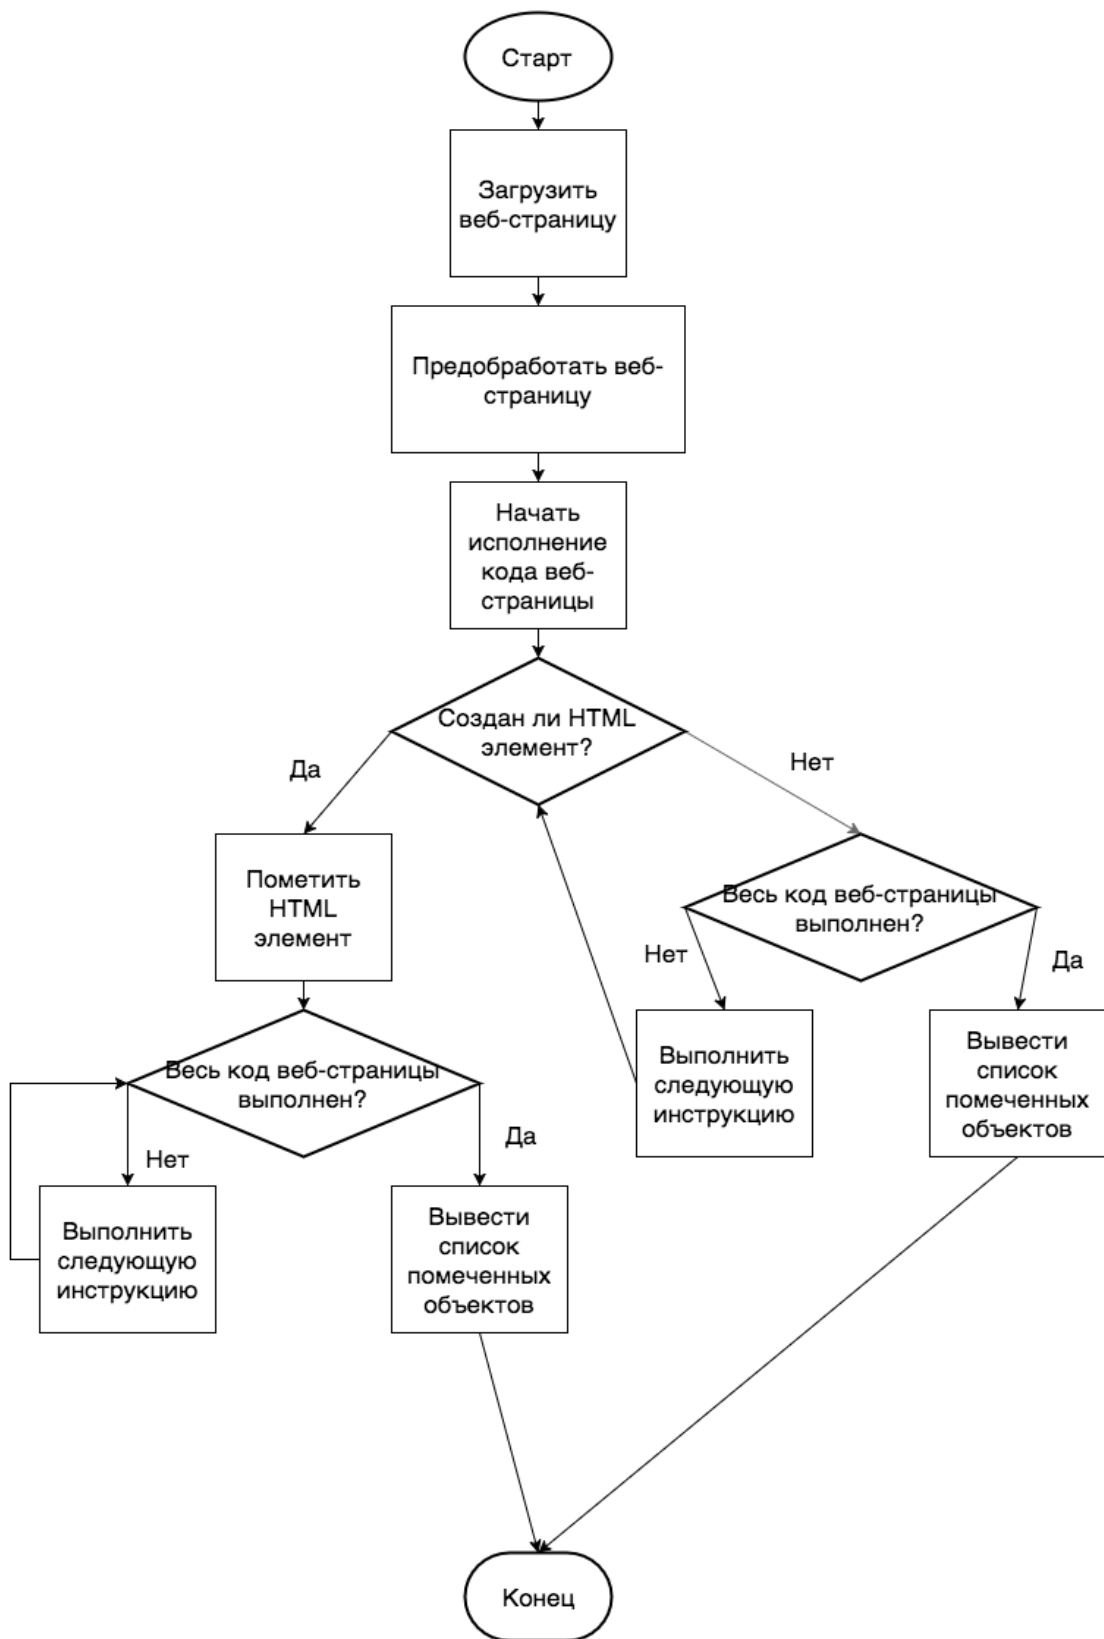 Старт
Загрузить
веб-страницу
Предобработать веб-
страницу
Начать
исполнение
кода веб-
страницы
Создан ли HTML
элемент?
Да
Нет
Пометить
HTML
элемент
Весь код веб-страницы
выполнен?
Нет
Да
Выполнить
следующую
инструкцию
Вывести
список
помеченных
объектов
Весь код веб-страницы
выполнен?
Нет
Да
Выполнить
следующую
инструкцию
Вывести
список
помеченных
объектов
Конец